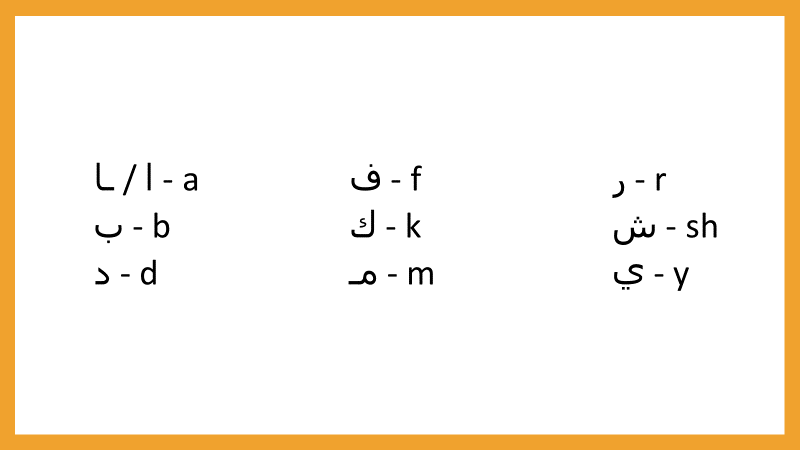 ا / ـا - a
ب - b
د - d
ف - f
ك - k
مـ - m
ر - r
ش - sh
ي - y